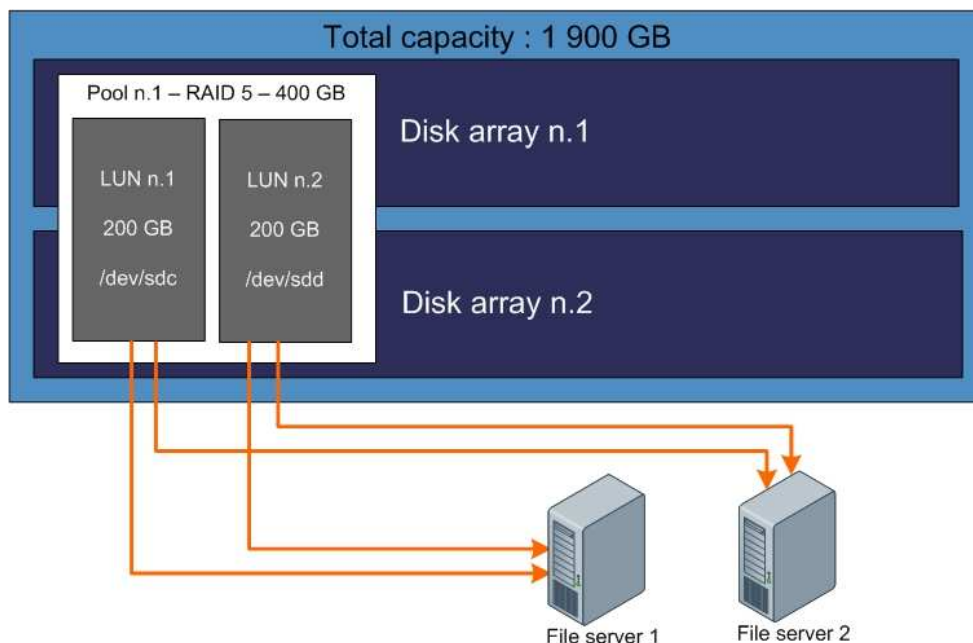 Total capacity : 1 900 GB
Pool n.1 – RAID 5 – 400 GB
LUN n.1
200 GB
/dev/sdc
LUN n.2
200 GB
/dev/sdd
Disk array n.1
Disk array n.2
File server 1
File server 2